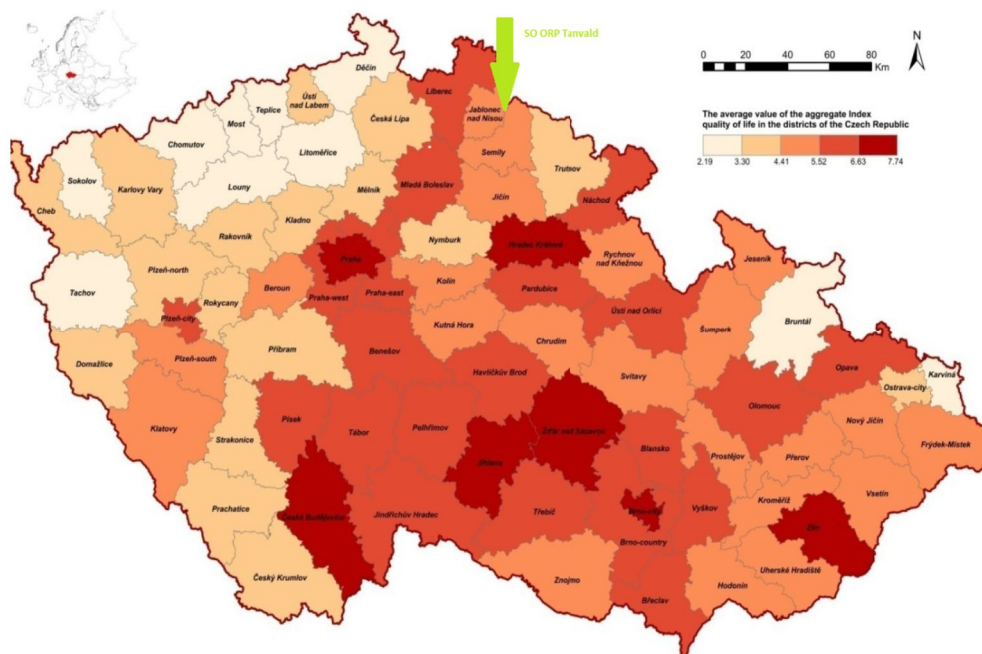 SO ORP Tanvald
N
0 20 40 60 80
Km
The average value of the aggregate Index
quality of life in the districts of the Czech Republic
2.19 3.30 4.41 5.52 6.63 7.74
Děčín
Liberec
Ústí
nad Labem
Teplice
Most
Česká Lípa
Jablonec
nad Nisou
Chomutov
Litoměřice
Semily
Sokolov
Karlovy Vary
Louny
Mladá Boleslav
Trutnov
Mělník
Jičín
Náchod
Cheb
Kladno
Rakovník
Nymburk
Hradec Králové
Praha
Rychnov
nad Kněžnou
Jeseník
Plzeň-north
Beroun
Kolín
Tachov
Rokycany
Praha-west
Praha-east
Pardubice
Plzeň-city
Ústí nad Orlicí
Bruntál
Kutná Hora
Šumperk
Chrudim
Příbram
Benešov
Domažlice
Plzeň-south
Opava
Havlíčkův Brod
Svitavy
Karviná
Ostrava-city
Olomouc
Písek
Tábor
Pelhřimov
Žďár nad Sázavou
Klatovy
Strakonice
Nový Jičín
Frýdek-Místek
Blansko
Prostějov
Přerov
Jihlava
Vsetín
Kroměříž
Prachatice
České Budějovice
Jindřichův Hradec
Třebíč
Brno-city
Vyškov
Zlín
Brno-country
Uherské Hradiště
Český Krumlov
Znojmo
Hodonín
Břeclav